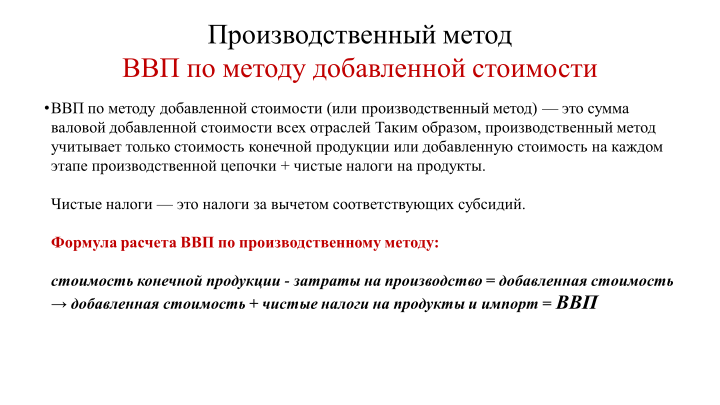 Производственный метод
ВВП по методу добавленной стоимости
•ВВП по методу добавленной стоимости (или производственный метод) — это сумма
валовой добавленной стоимости всех отраслей Таким образом, производственный метод
учитывает только стоимость конечной продукции или добавленную стоимость на каждом
этапе производственной цепочки + чистые налоги на продукты.
Чистые налоги — это налоги за вычетом соответствующих субсидий.
Формула расчета ВВП по производственному методу:
стоимость конечной продукции - затраты на производство = добавленная стоимость
→ добавленная стоимость + чистые налоги на продукты и импорт = ВВП